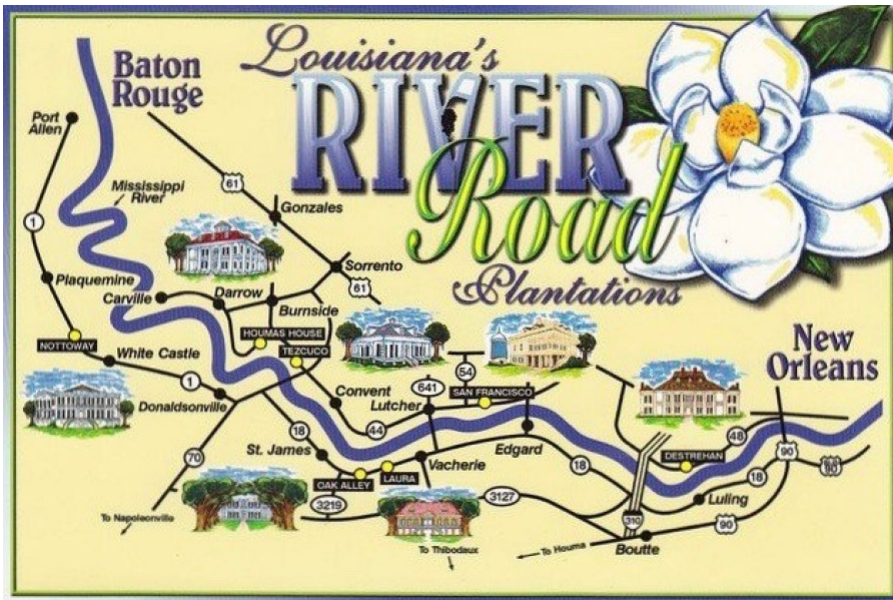 Louisiana's
RIVER
Road
Plantations
Baton
Rouge
Port
Allen
61
Mississippi
River
Gonzales
1
Plaquemine
Carville
Darrow
Sorrento
61
Burnside
HOUMAS HOUSE
TEZCUCO
NOTTOWAY
White Castle
1
Donaldsonville
Convent
Lutcher
641
54
SAN FRANCISCO
New
Orleans
44
18
St. James
70
OAK ALLEY
LAURA
Vacherie
Edgard
18
DESTREHAN
48
90
18
90
3219
3127
Luling
310
90
Boutte
To Napoleonville
To Thibodaux
To Houma